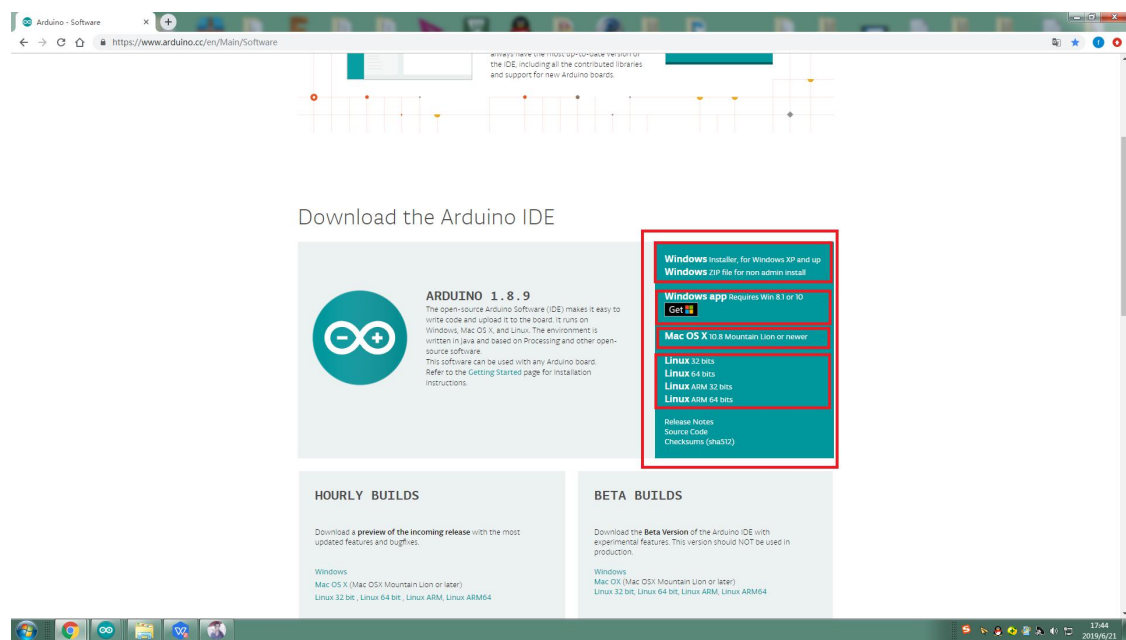 Arduino - Software
https://www.arduino.cc/en/Main/Software
always have the most up-to-date version of
the IDE, including all the contributed libraries
and support for new Arduino boards.
Download the Arduino IDE
ARDUINO 1.8.9
The open-source Arduino Software (IDE) makes it easy to
write code and upload it to the board. It runs on
Windows, Mac OS X, and Linux. The environment is
written in Java and based on Processing and other open-
source software.
This software can be used with any Arduino board.
Refer to the Getting Started page for Installation
instructions.
Windows Installer, for Windows XP and up
Windows ZIP file for non admin install
Windows app Requires Win 8.1 or 10
Get
Mac OS X 10.8 Mountain Lion or newer
Linux 32 bits
Linux 64 bits
Linux ARM 32 bits
Linux ARM 64 bits
Release Notes
Source Code
Checksums (sha512)
HOURLY BUILDS
Download a preview of the incoming release with the most
updated features and bugfixes.
Windows
Mac OS X (Mac OSX Mountain Lion or later)
Linux 32 bit , Linux 64 bit , Linux ARM, Linux ARM64
BETA BUILDS
Download the Beta Version of the Arduino IDE with
experimental features. This version should NOT be used in
production.
Windows
Mac OX (Mac OSX Mountain Lion or later)
Linux 32 bit, Linux 64 bit, Linux ARM, Linux ARM64
17:44
2019/6/21